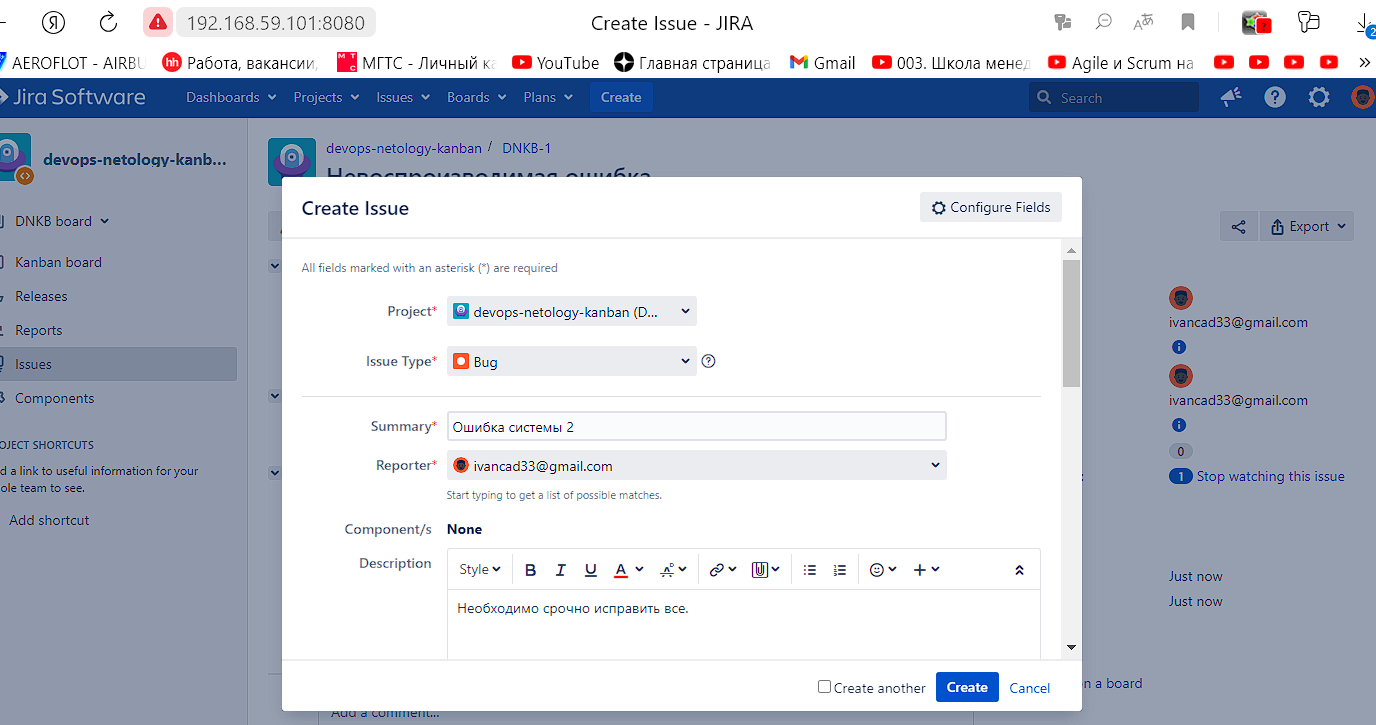 Я 192.168.59.101:8080 Create Issue - JIRA 2
AEROFLOT - AIRBU hh Работа, вакансии, МТС МГТС - Личный ка YouTube Главная страница Gmail 003. Школа менед Agile и Scrum на »
Jira Software Dashboards Projects Issues Boards Plans Create Search
devops-netology-kanb...
DNKB board
Kanban board
Releases
Reports
Issues
Components
OJECT SHORTCUTS
d a link to useful information for your
ole team to see.
Add shortcut
devops-netology-kanban / DNKB-1
Невоспроизводимая ошибка
Create Issue
Configure Fields
All fields marked with an asterisk (*) are required
Project* devops-netology-kanban (D...
Issue Type* Bug
Summary* Ошибка системы 2
Reporter* ivancad33@gmail.com
Start typing to get a list of possible matches.
Component/s None
Description Style B I U A
Необходимо срочно исправить все.
Create another Create Cancel
Export
ivancad33@gmail.com
ivancad33@gmail.com
0
1 Stop watching this issue
Just now
Just now
n a board
Add a comment...